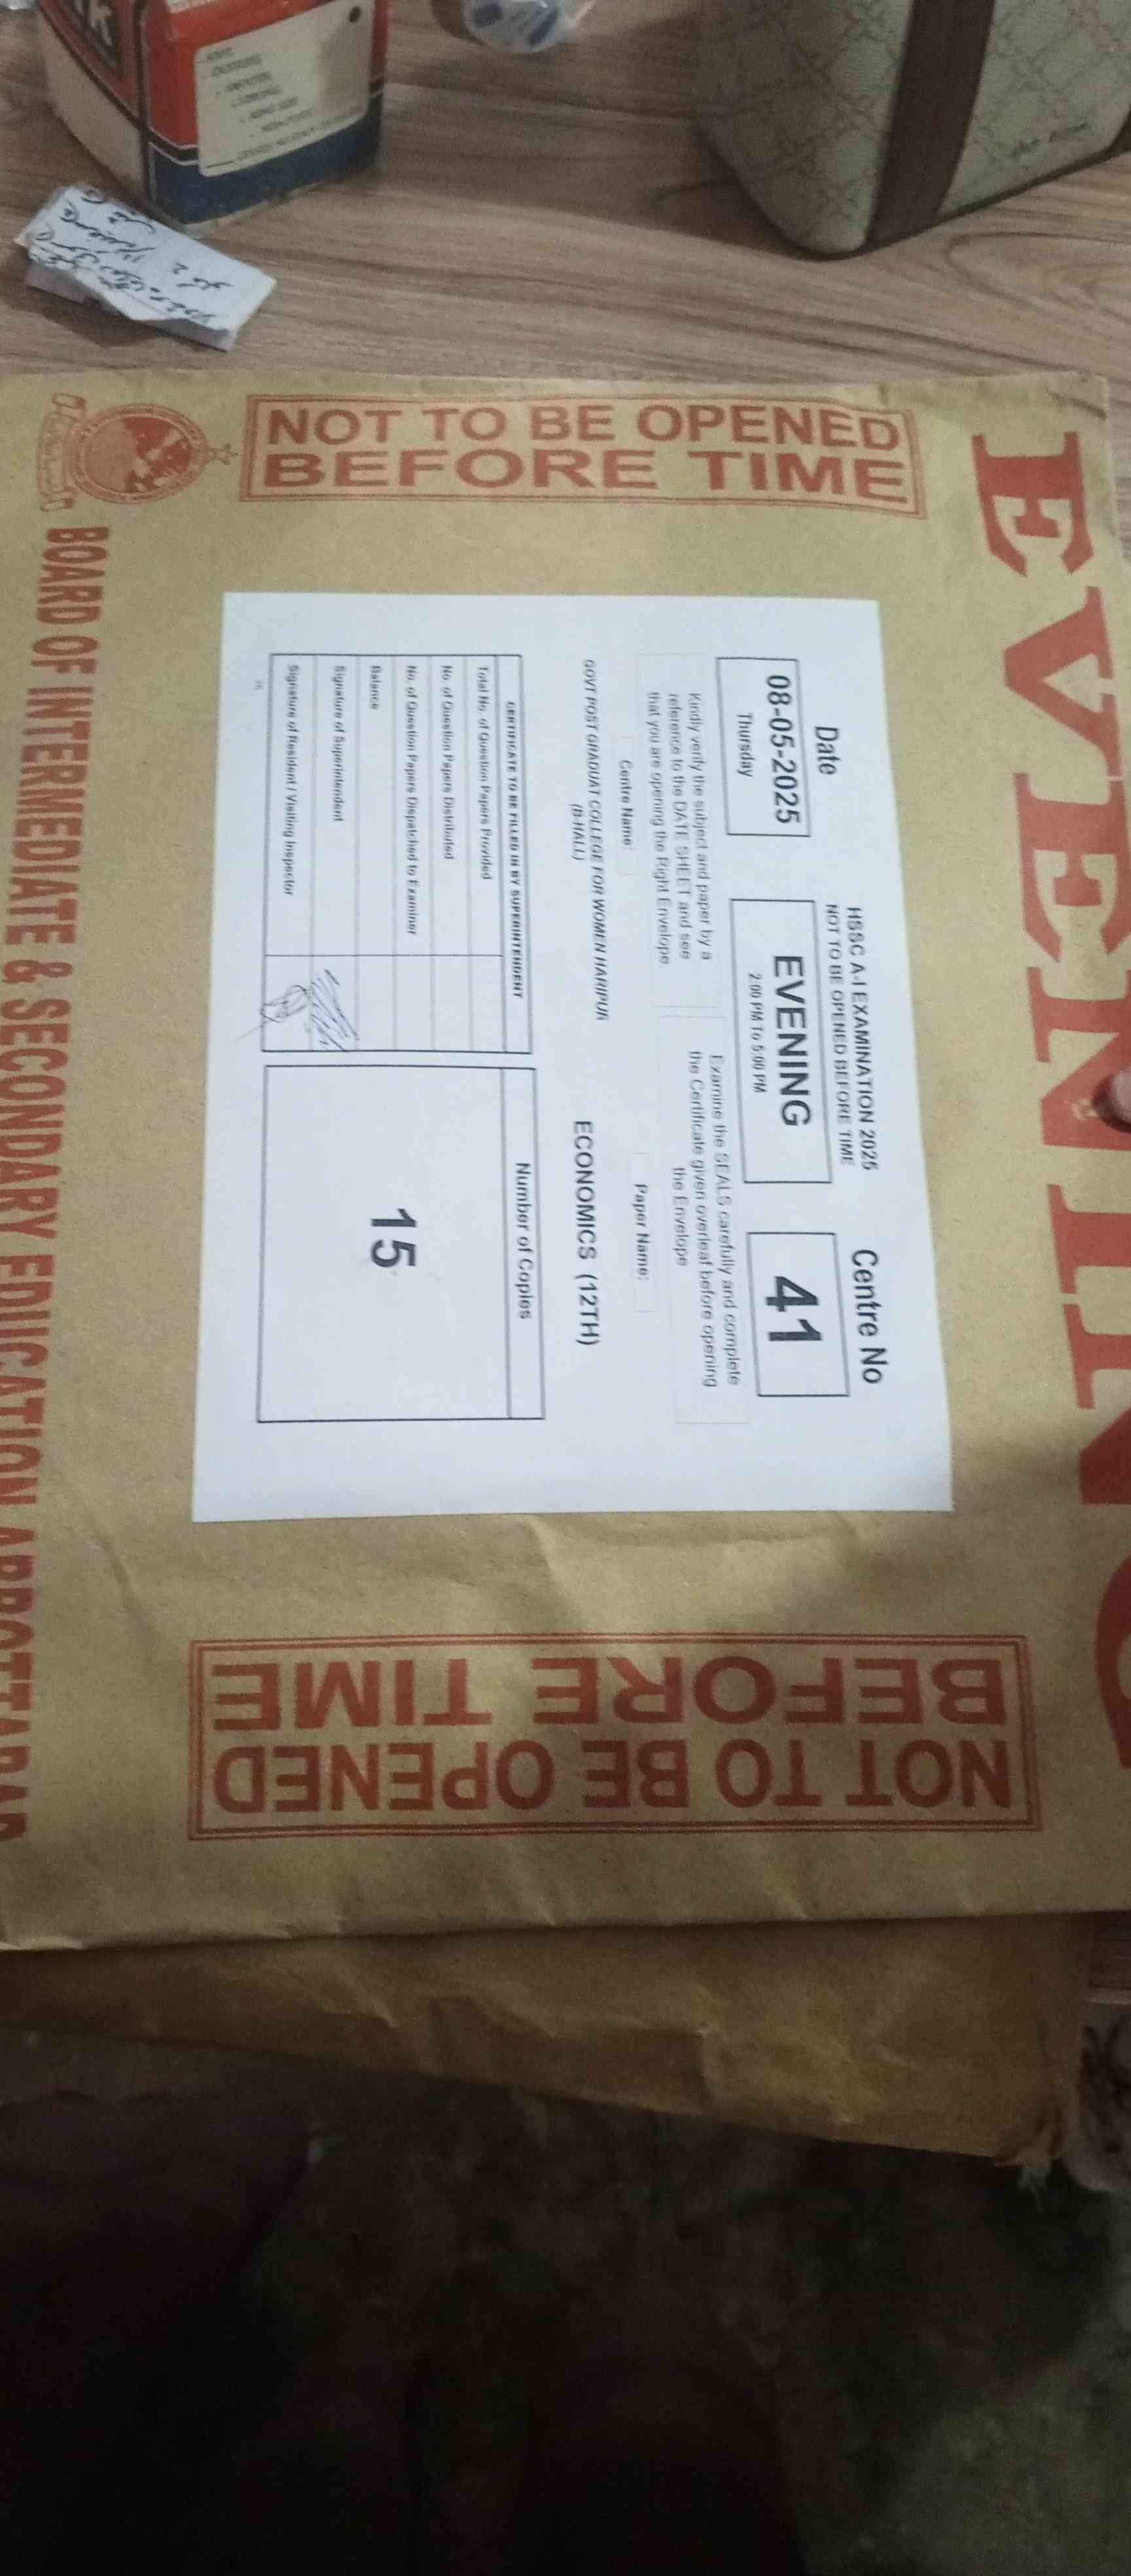 EVENING
NOT TO BE OPENED
BEFORE TIME
HSSC A-I EXAMINATION 2025
NOT TO BE OPENED BEFORE TIME
Date
08-05-2025
Thursday
EVENING
2:00 PM To 5:00 PM
Centre No
41
Kindly verify the subject and paper by a
reference to the DATE SHEET and see
that you are opening the Right Envelope
Examine the SEALS carefully and complete
the Certificate given overleaf before opening
the Envelope
Centre Name:
GOVT POST GRADUAT COLLEGE FOR WOMEN HARIPUR
(B-HALL)
Paper Name:
ECONOMICS (12TH)
CERTIFICATE TO BE FILLED IN BY SUPERINTENDENT
Total No. of Question Papers Provided
No. of Question Papers Distributed
No. of Question Papers Dispatched to Examiner
Balance
Signature of Superintendent
Signature of Resident / Visiting Inspector
Number of Copies
15
NOT TO BE OPENED
BEFORE TIME
BOARD OF INTERMEDIATE & SECONDARY EDUCATION ABBOTTABAD